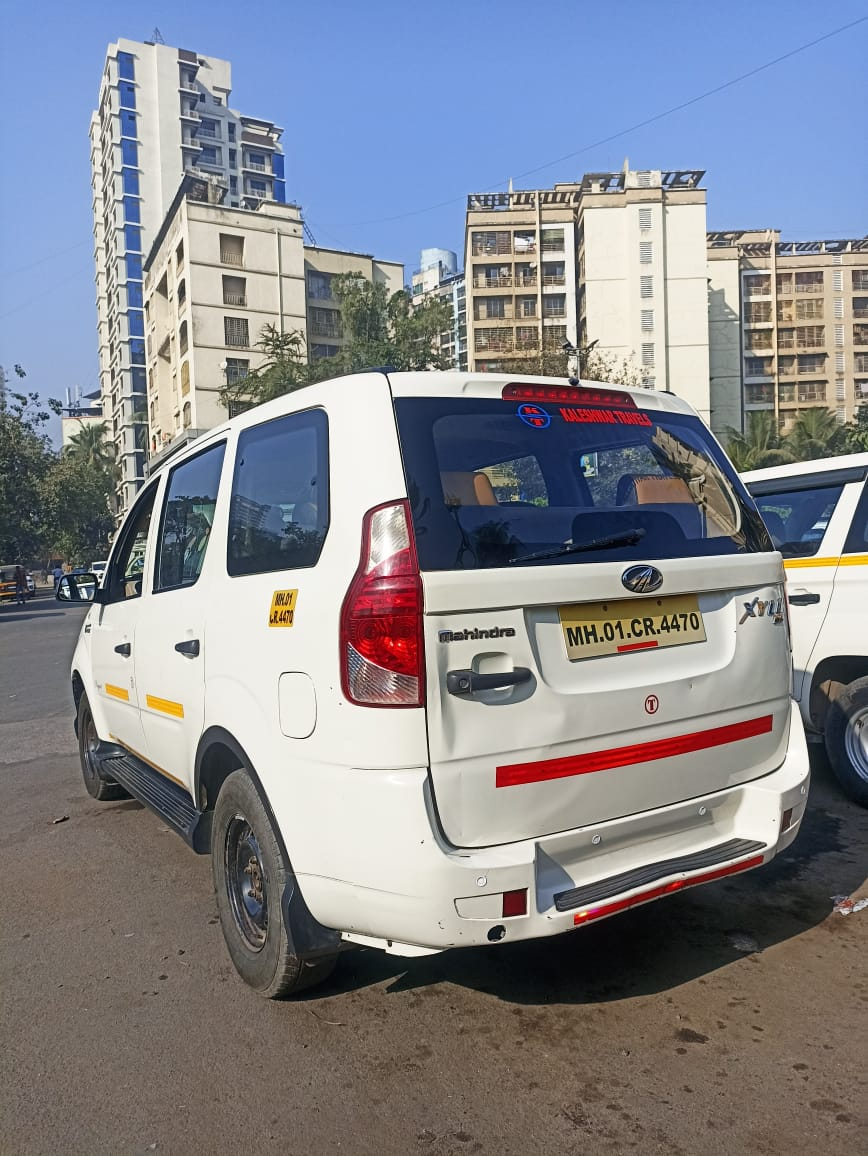 KALESHWAR TRAVELS
MH.01
CR.4470
MH.01.CR.4470
mahindra
XYLO
T